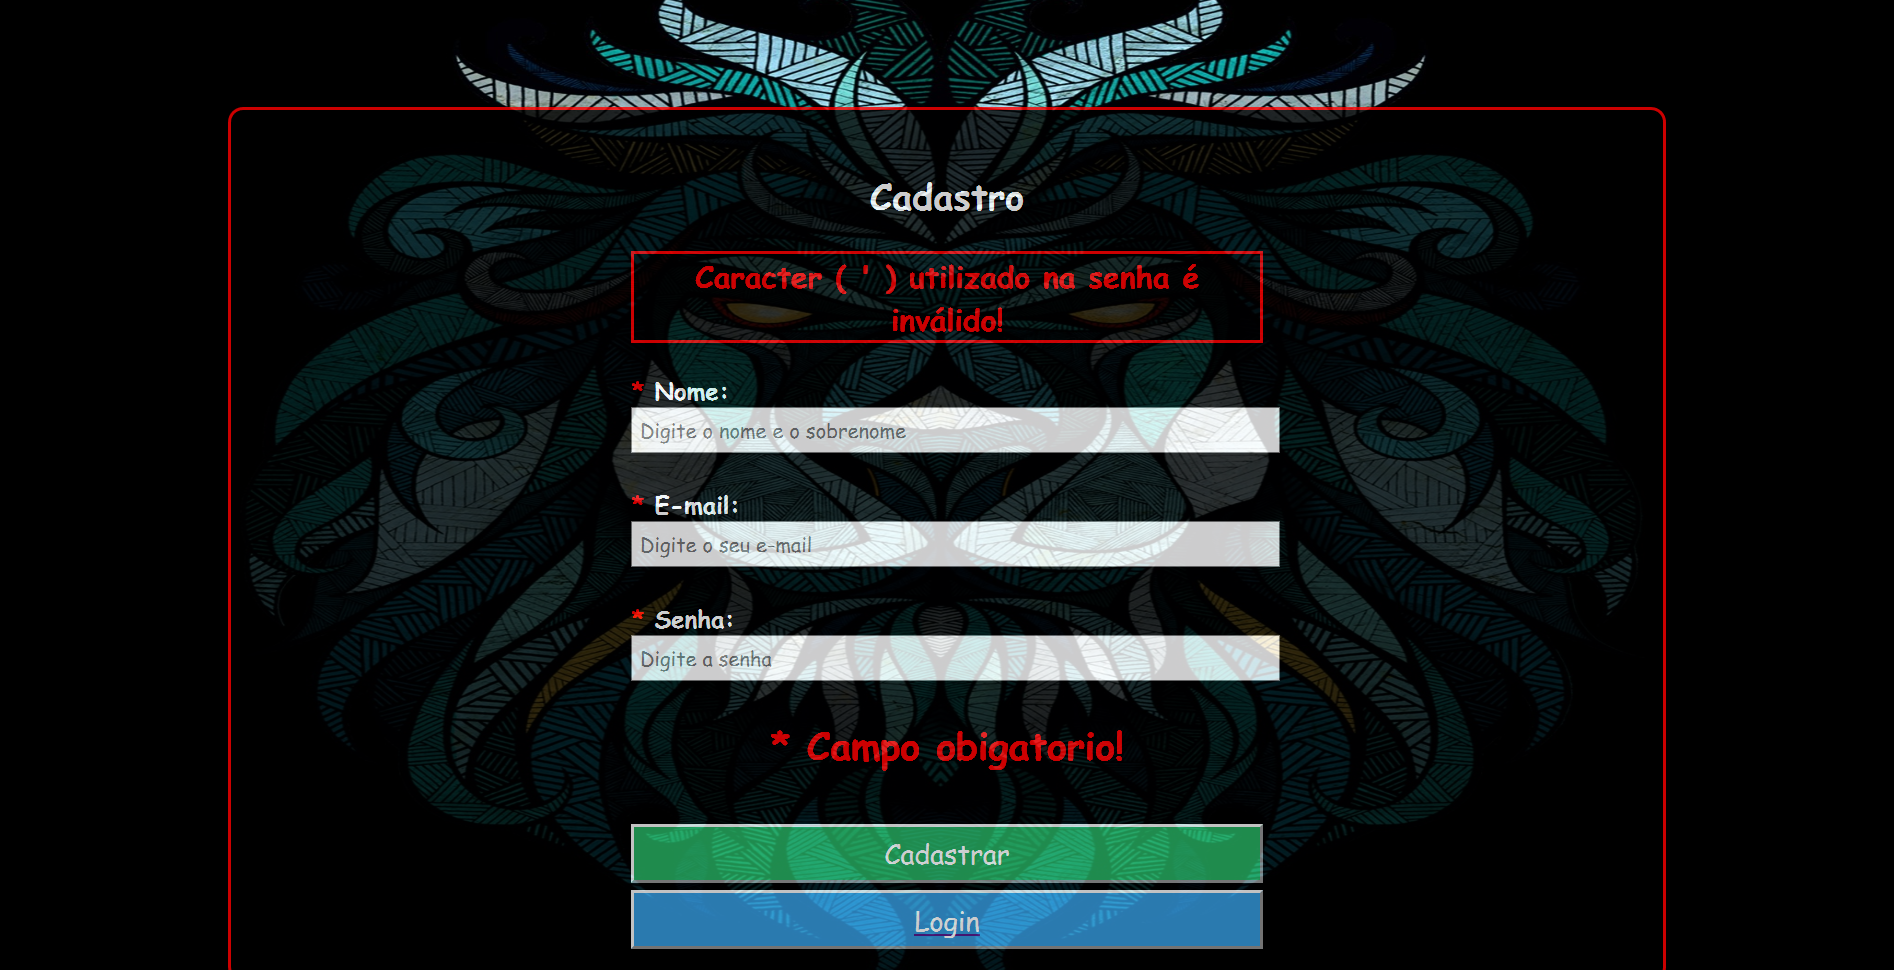 Cadastro
Caracter ( ' ) utilizado na senha é
inválido!
* Nome:
Digite o nome e o sobrenome
* E-mail:
Digite o seu e-mail
* Senha:
Digite a senha
* Campo obigatorio!
Cadastrar
Login